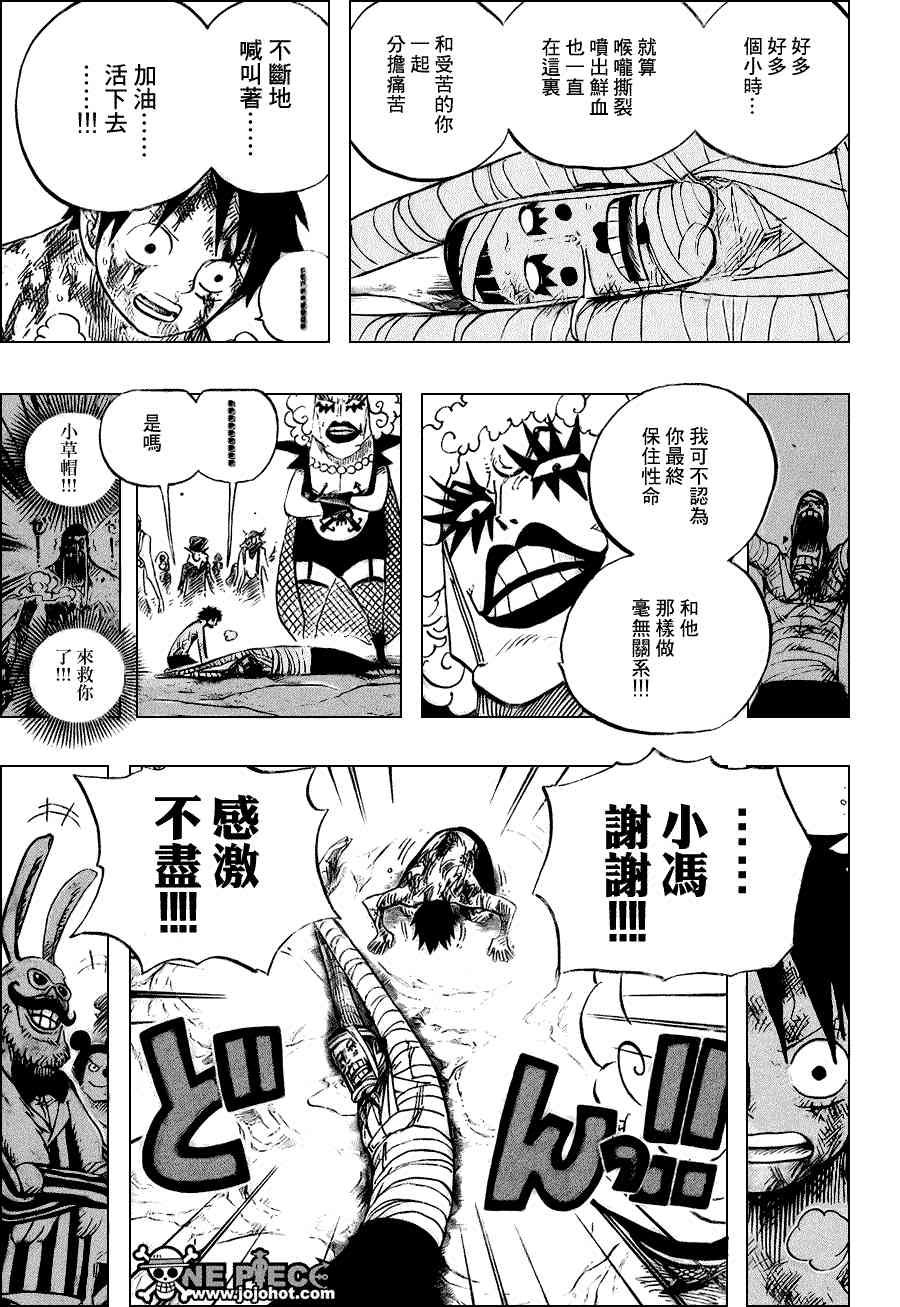 好多
好多
個小時…
就算
喉嚨撕裂
噴出鮮血
也一直
在這裏
和受苦的你
一起
分擔痛苦
不斷地
喊叫著……
加油……
活下去
……!!!
…………
我可不認為
你最終
保住性命
和他
那樣做
毫無關系!!!
…………
是嗎
小草帽!!!
來救你
了!!!
……
小馮
謝謝!!!!
感激
不盡!!!!
どんっ!!
ONE PIECE
www.jojohot.com